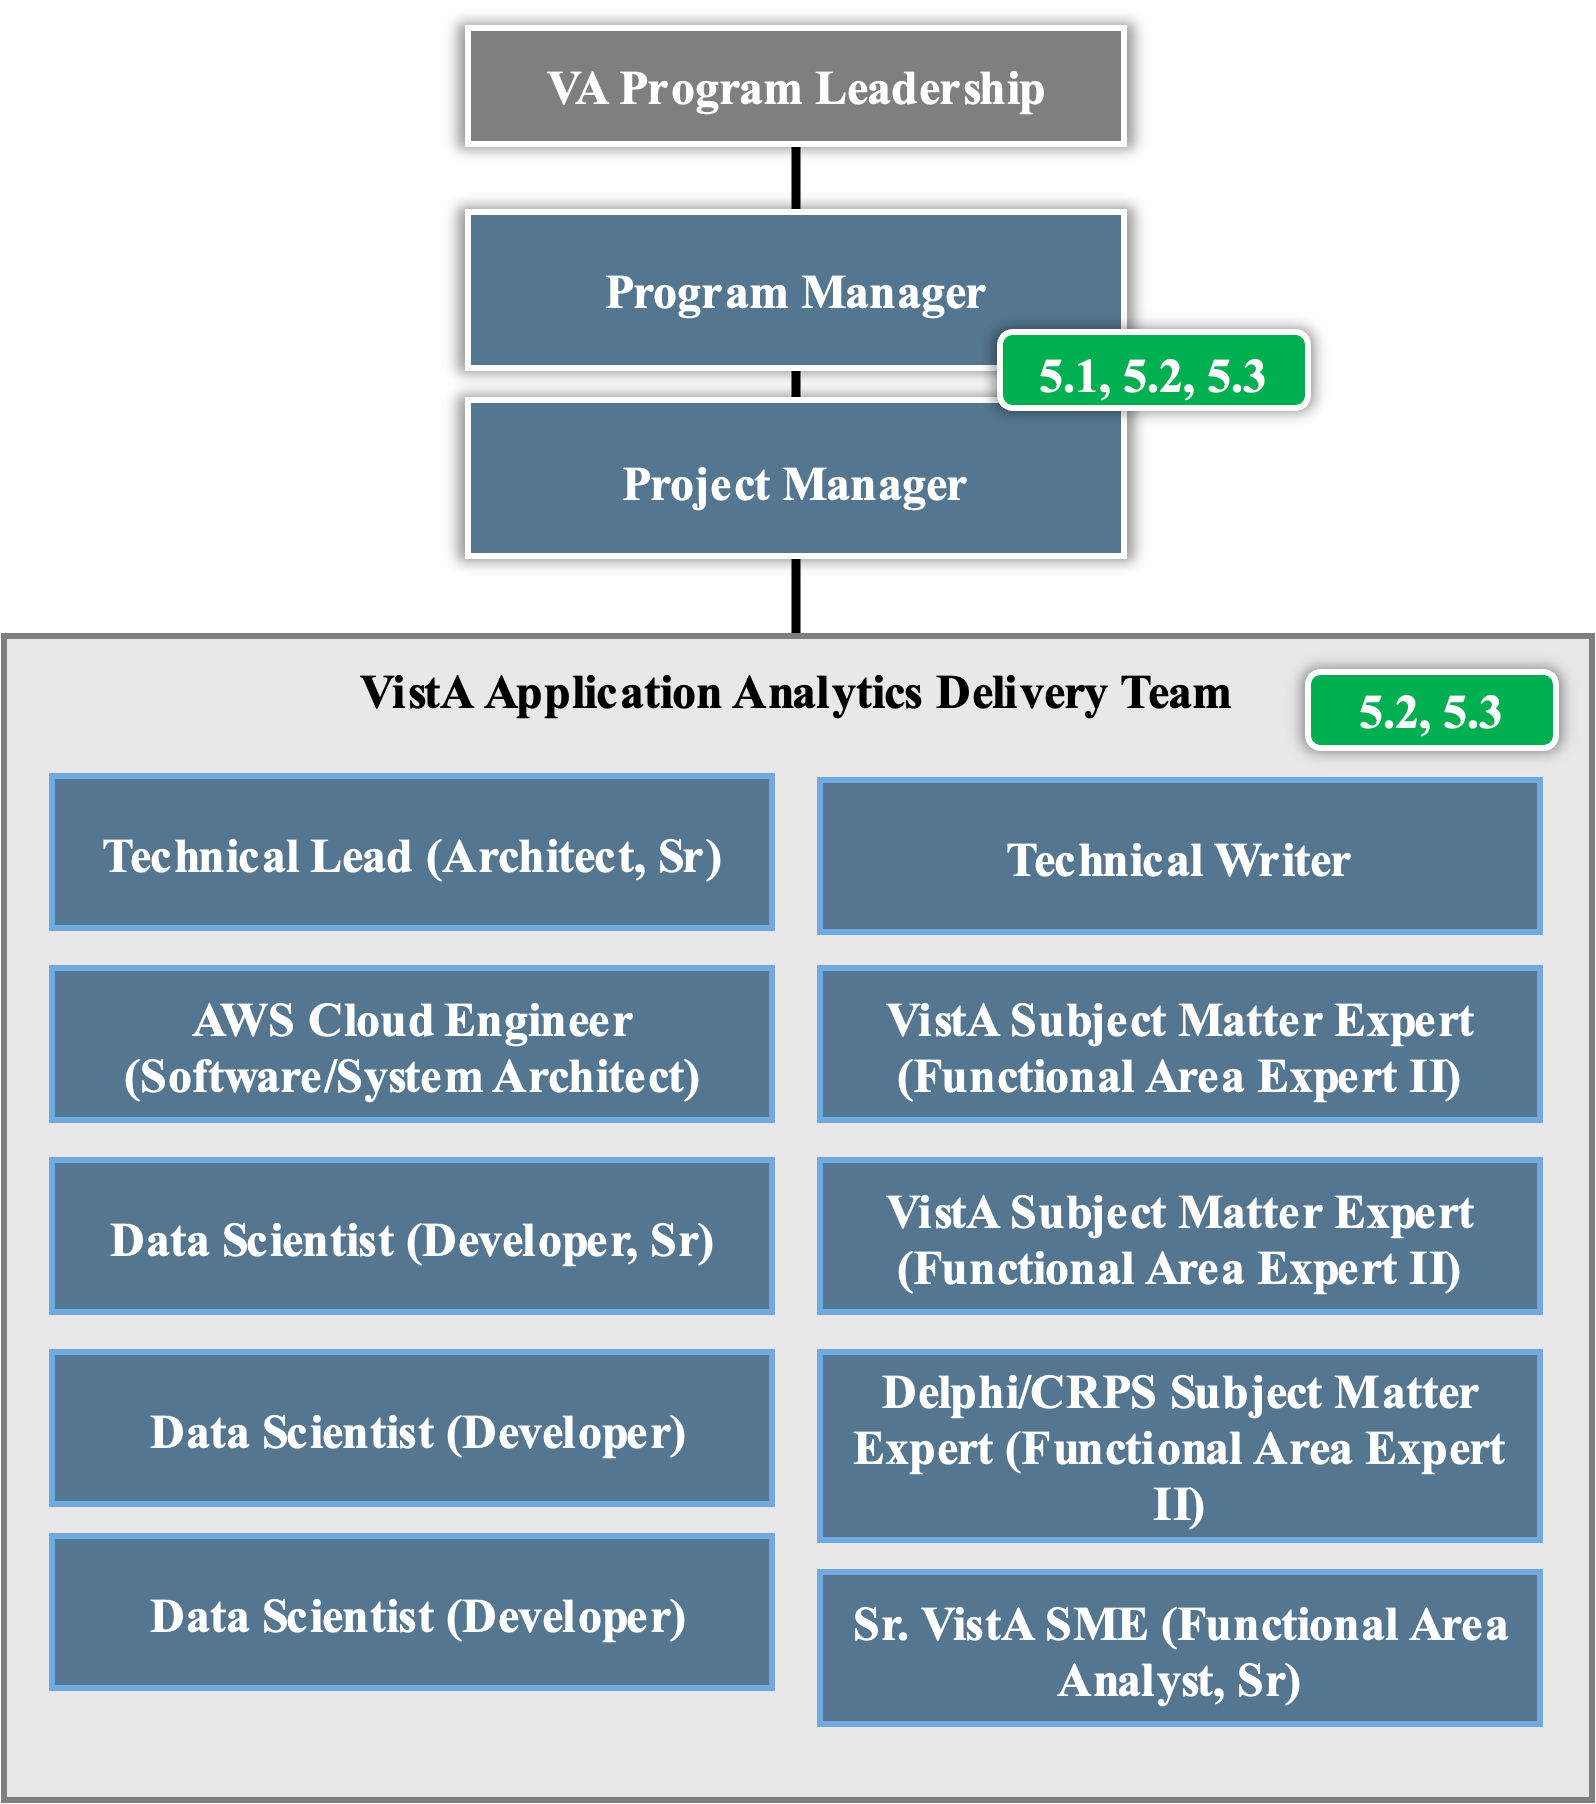 VA Program Leadership
Program Manager
5.1, 5.2, 5.3
Project Manager
VistA Application Analytics Delivery Team
5.2, 5.3
Technical Lead (Architect, Sr)
Technical Writer
AWS Cloud Engineer
(Software/System Architect)
VistA Subject Matter Expert
(Functional Area Expert II)
Data Scientist (Developer, Sr)
VistA Subject Matter Expert
(Functional Area Expert II)
Data Scientist (Developer)
Delphi/CRPS Subject Matter
Expert (Functional Area Expert
II)
Data Scientist (Developer)
Sr. VistA SME (Functional Area
Analyst, Sr)